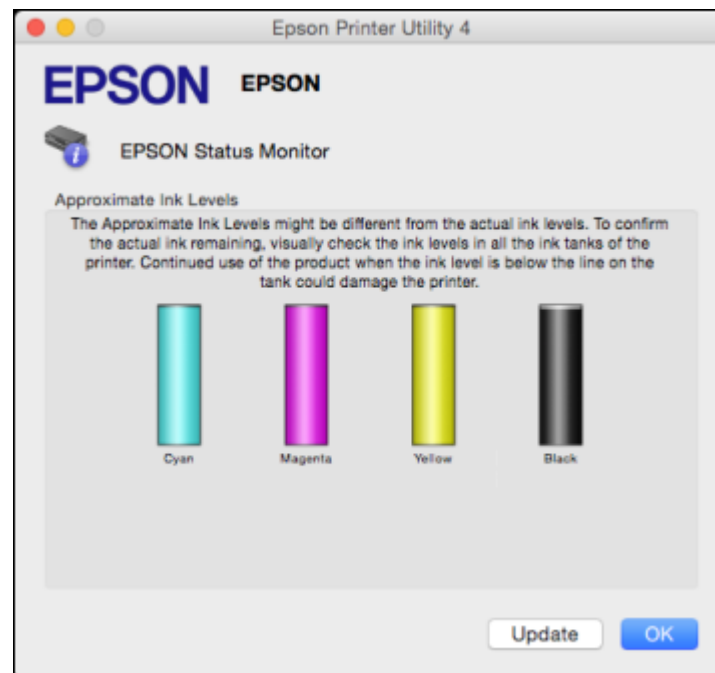 Epson Printer Utility 4
EPSON EPSON
EPSON Status Monitor
Approximate Ink Levels
The Approximate Ink Levels might be different from the actual ink levels. To confirm
the actual ink remaining, visually check the ink levels in all the ink tanks of the
printer. Continued use of the product when the ink level is below the line on the
tank could damage the printer.
Cyan Magenta Yellow Black
Update OK